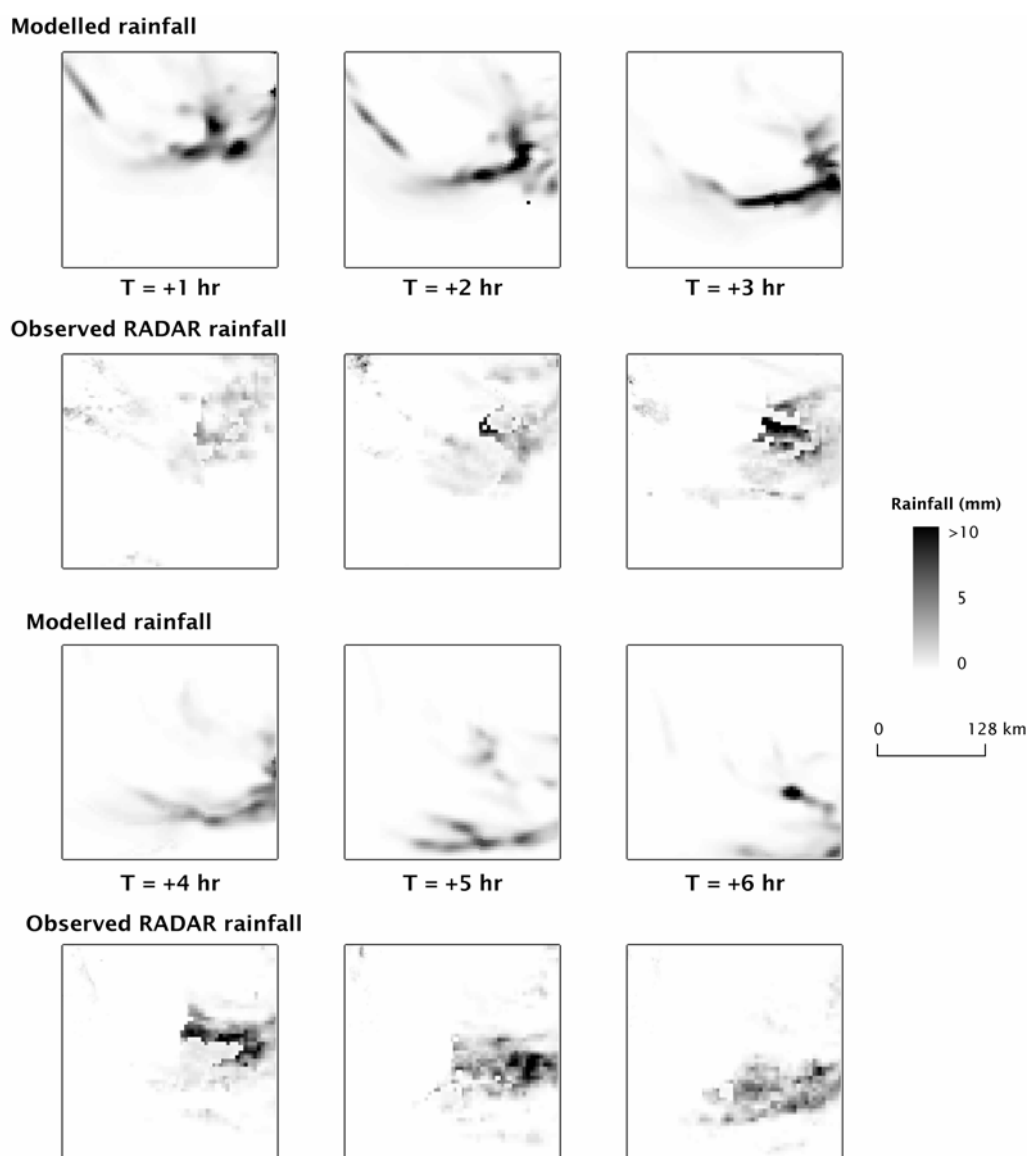 Modelled rainfall
T = +1 hr
T = +2 hr
T = +3 hr
Observed RADAR rainfall
Rainfall (mm)
>10
5
0
Modelled rainfall
0 128 km
T = +4 hr
T = +5 hr
T = +6 hr
Observed RADAR rainfall